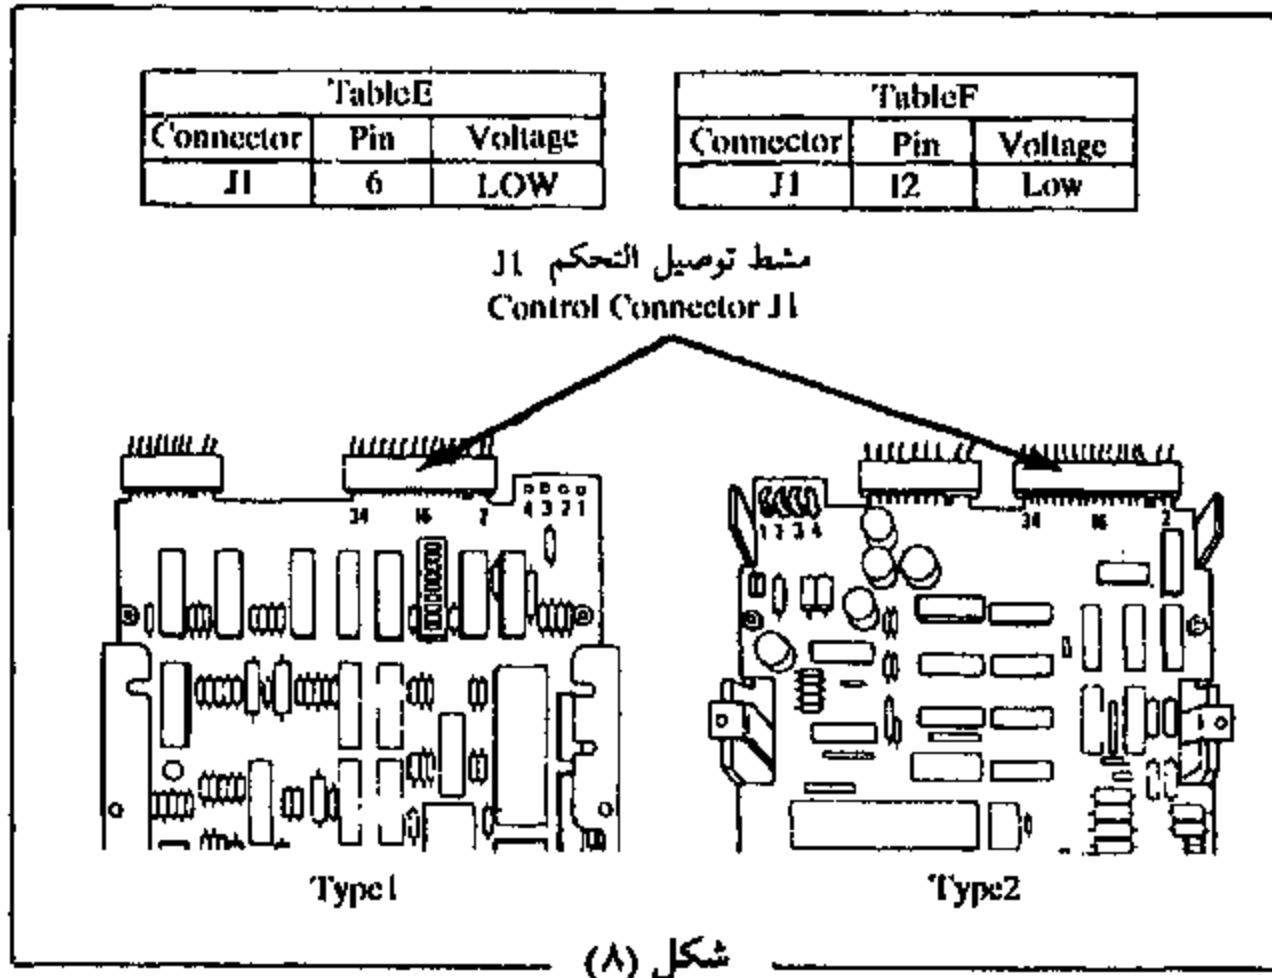 TableE
Connector Pin Voltage
J1 6 LOW
TableF
Connector Pin Voltage
J1 12 Low
مشط توصيل التحكم J1
Control Connector J1
34 16 2
4 3 2 1
1 2 3 4
34 16 2
Type1
Type2
شكل (٨)